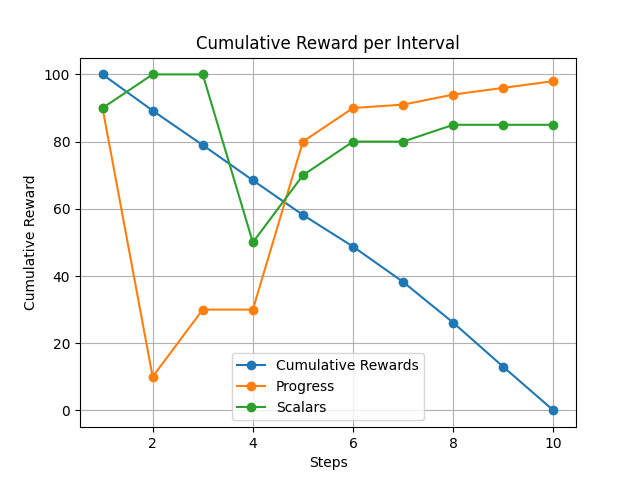 Cumulative Reward per Interval
Cumulative Reward
100
80
60
40
20
0
Cumulative Rewards
Progress
Scalars
2 4 6 8 10
Steps